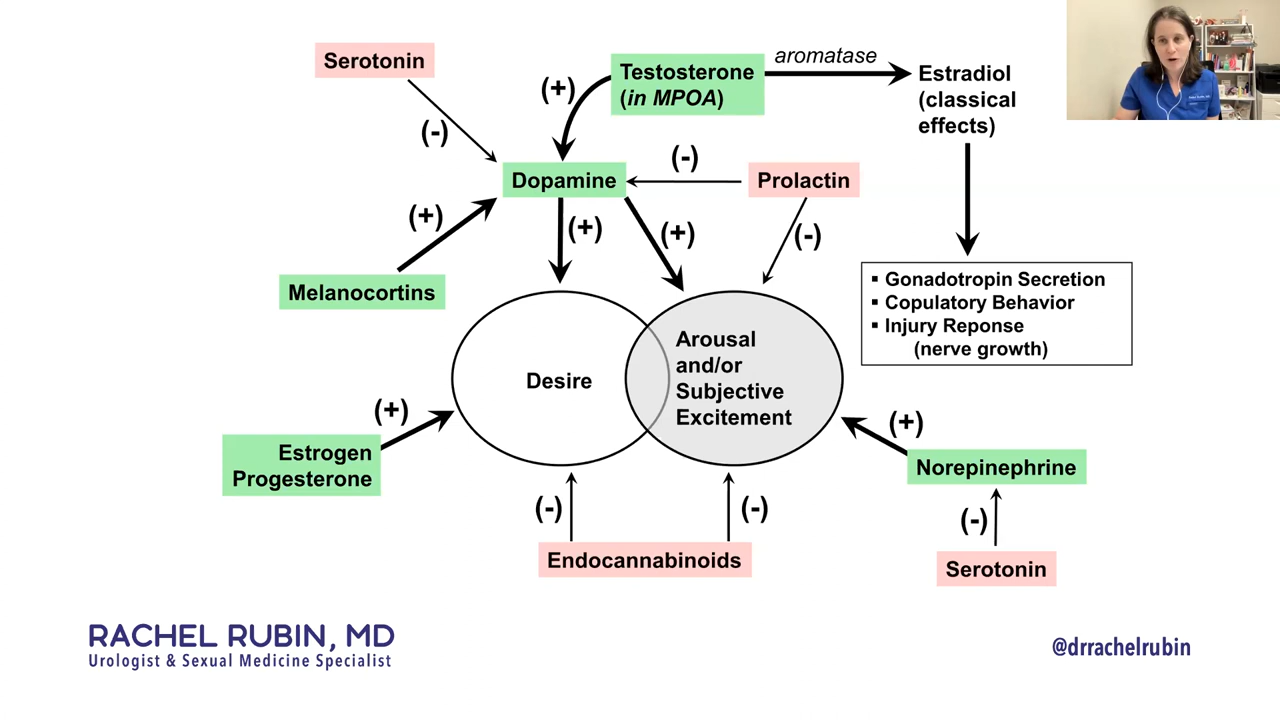 Serotonin
(-)
Testosterone
(in MPOA)
aromatase
Estradiol
(classical
effects)
(+)
Dopamine
(-)
Prolactin
(+)
Melanocortins
(+)
(+)
(-)
▪ Gonadotropin Secretion
▪ Copulatory Behavior
▪ Injury Reponse
(nerve growth)
Desire
Arousal
and/or
Subjective
Excitement
(+)
Estrogen
Progesterone
(+)
Norepinephrine
(-)
(-)
Endocannabinoids
(-)
Serotonin
RACHEL RUBIN, MD
Urologist & Sexual Medicine Specialist
@drrachelrubin